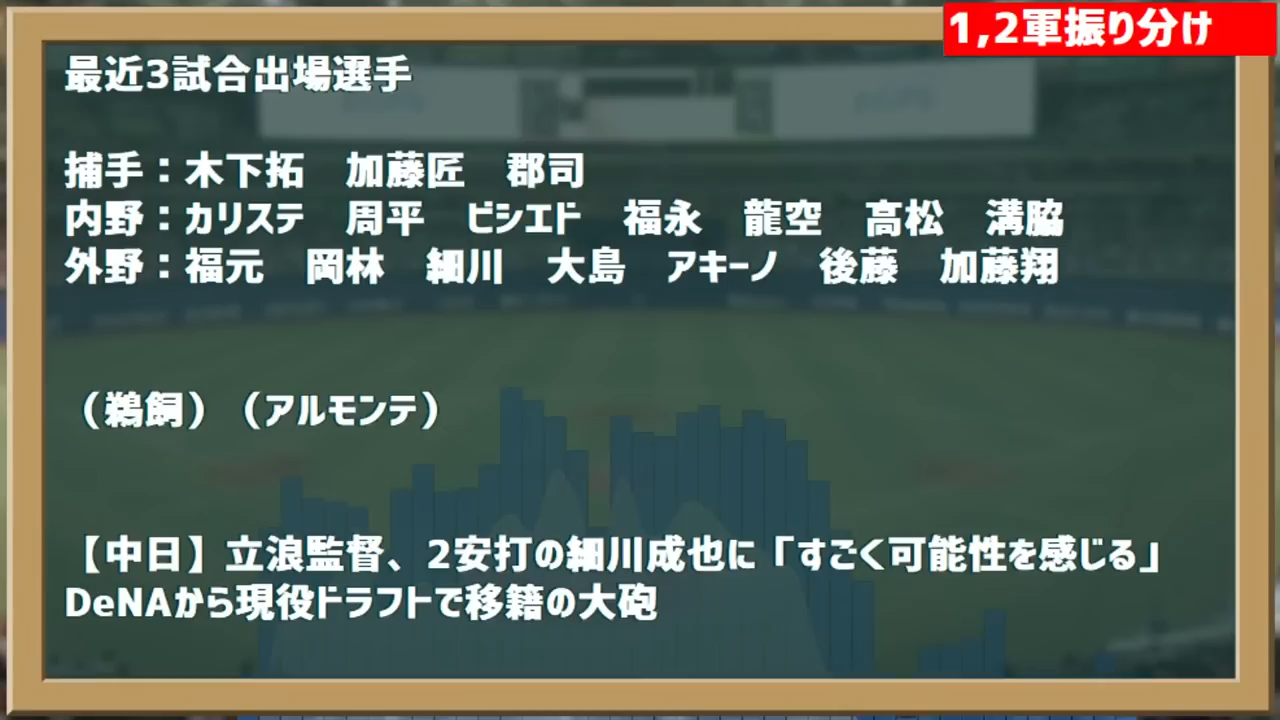 1,2軍振り分け
最近3試合出場選手
捕手：木下拓　加藤匠　郡司
内野：カリステ　周平　ビシエド　福永　龍空　高松　溝脇
外野：福元　岡林　細川　大島　アキーノ　後藤　加藤翔
（鵜飼）（アルモンテ）
【中日】立浪監督、2安打の細川成也に「すごく可能性を感じる」
DeNAから現役ドラフトで移籍の大砲